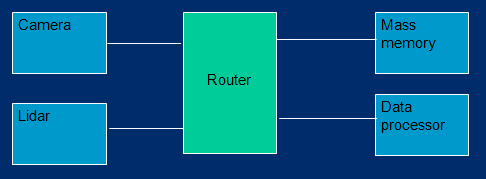 Camera
Mass
memory
Router
Lidar
Data
processor